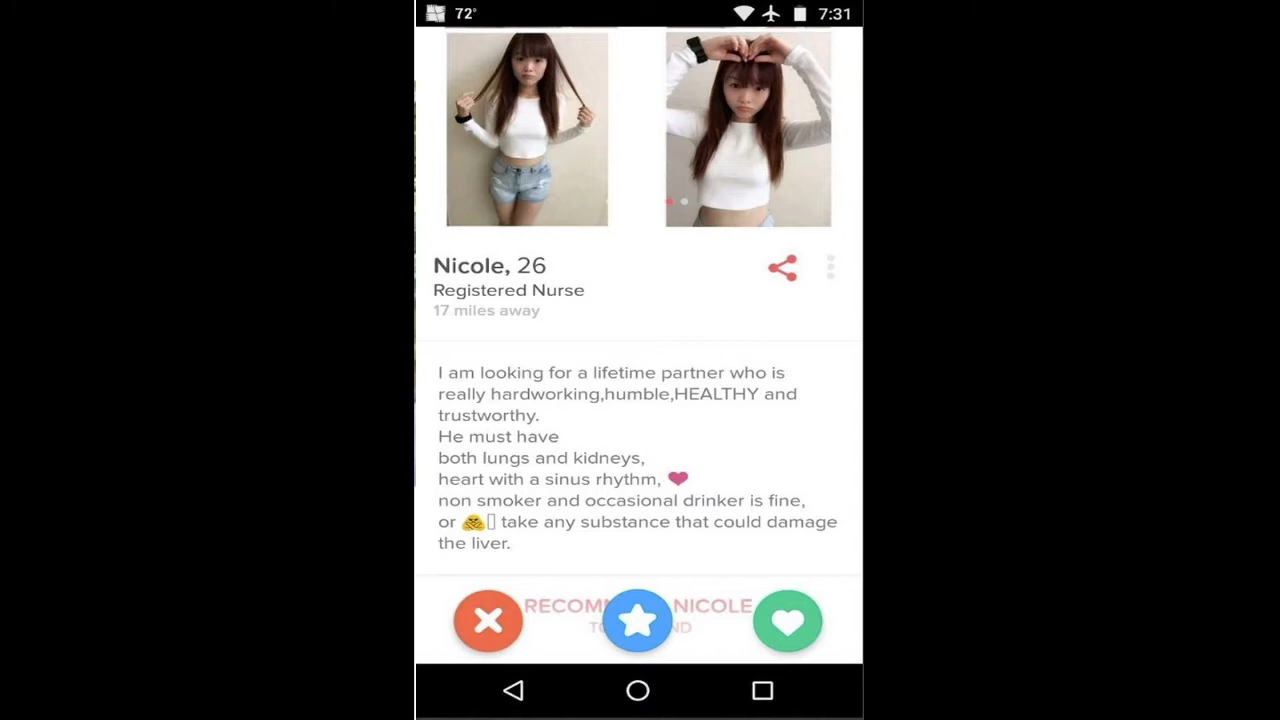 72°
7:31
Nicole, 26
Registered Nurse
17 miles away
I am looking for a lifetime partner who is
really hardworking,humble,HEALTHY and
trustworthy.
He must have
both lungs and kidneys,
heart with a sinus rhythm, 💗
non smoker and occasional drinker is fine,
or 🙅▯ take any substance that could damage
the liver.
NICOLE